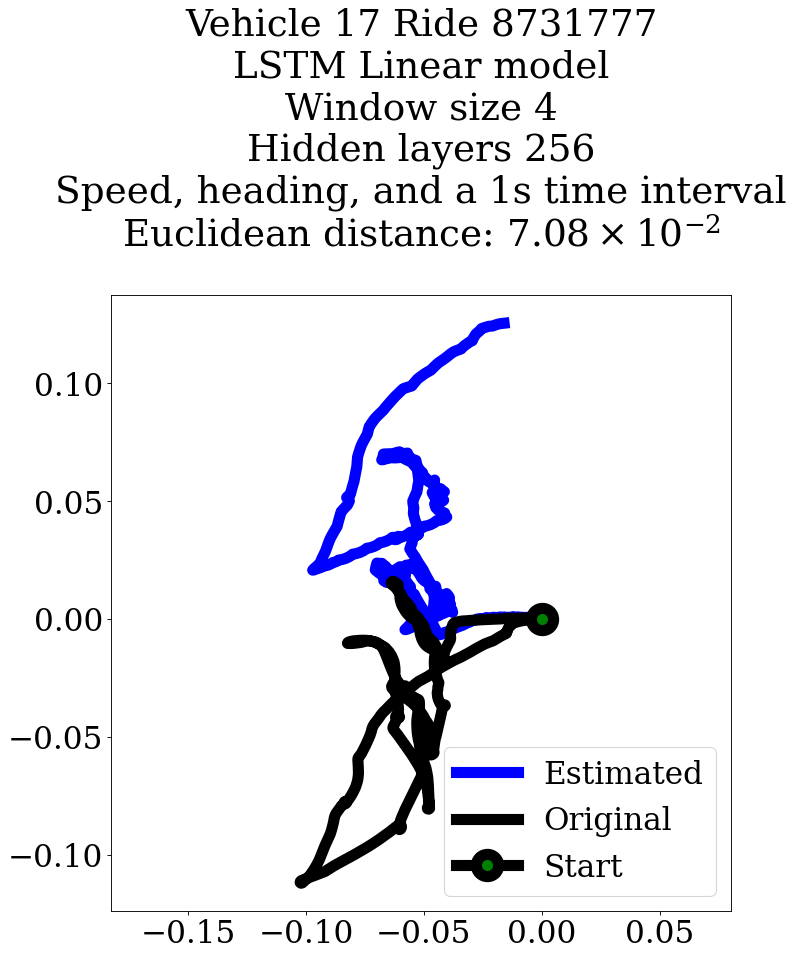 Vehicle 17 Ride 8731777
LSTM Linear model
Window size 4
Hidden layers 256
Speed, heading, and a 1s time interval
Euclidean distance: 7.08 × 10⁻²
0.10
0.05
0.00
−0.05
−0.10
Estimated
Original
Start
−0.15 −0.10 −0.05 0.00 0.05